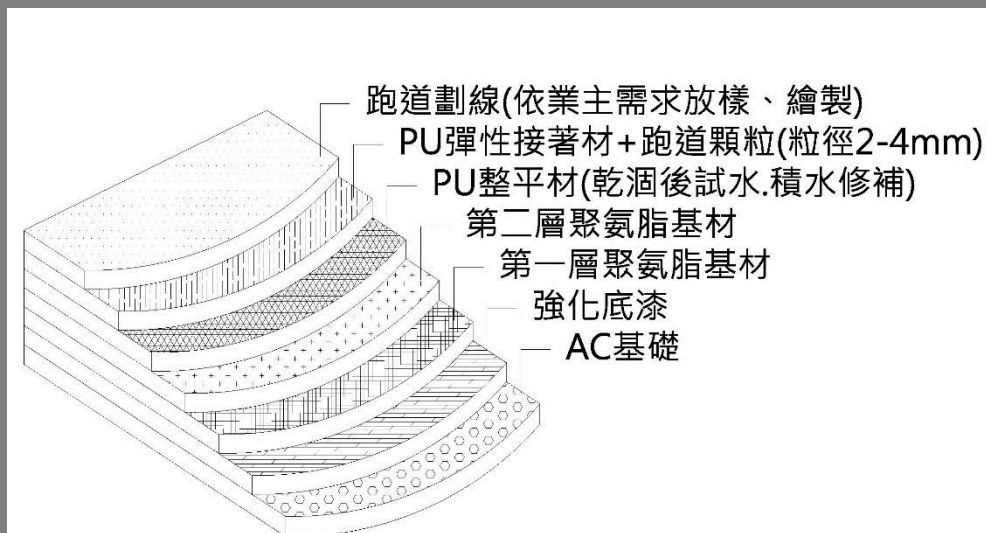 跑道劃線(依業主需求放樣、繪製)
PU彈性接著材+跑道顆粒(粒徑2-4mm)
PU整平材(乾涸後試水.積水修補)
第二層聚氨脂基材
第一層聚氨脂基材
強化底漆
AC基礎